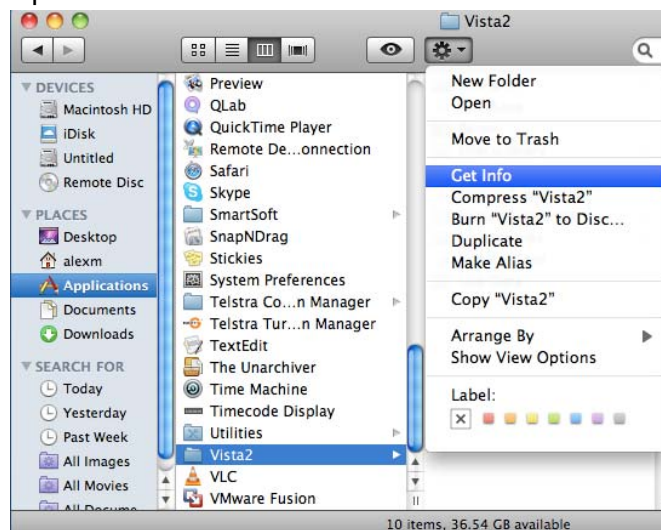 Vista2
DEVICES
Macintosh HD
iDisk
Untitled
Remote Disc
PLACES
Desktop
alexm
Applications
Documents
Downloads
SEARCH FOR
Today
Yesterday
Past Week
All Images
All Movies
Preview
QLab
QuickTime Player
Remote De...onnection
Safari
Skype
SmartSoft
SnapNDrag
Stickies
System Preferences
Telstra Co...n Manager
Telstra Tur...n Manager
TextEdit
The Unarchiver
Time Machine
Timecode Display
Utilities
Vista2
VLC
VMware Fusion
New Folder
Open
Move to Trash
Get Info
Compress “Vista2”
Burn “Vista2” to Disc...
Duplicate
Make Alias
Copy “Vista2”
Arrange By
Show View Options
Label:
10 items, 36.54 GB available